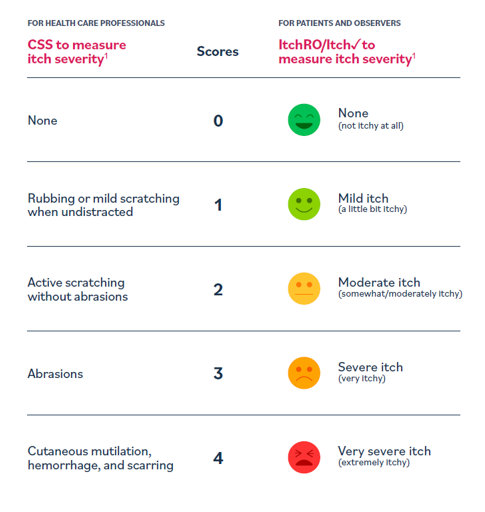 FOR HEALTH CARE PROFESSIONALS
FOR PATIENTS AND OBSERVERS
CSS to measure
itch severity¹
Scores
ItchRO/Itch✓to
measure itch severity¹
None
0
None
(not itchy at all)
Rubbing or mild scratching
when undistracted
1
Mild itch
(a little bit itchy)
Active scratching
without abrasions
2
Moderate itch
(somewhat/moderately itchy)
Abrasions
3
Severe itch
(very itchy)
Cutaneous mutilation,
hemorrhage, and scarring
4
Very severe itch
(extremely itchy)